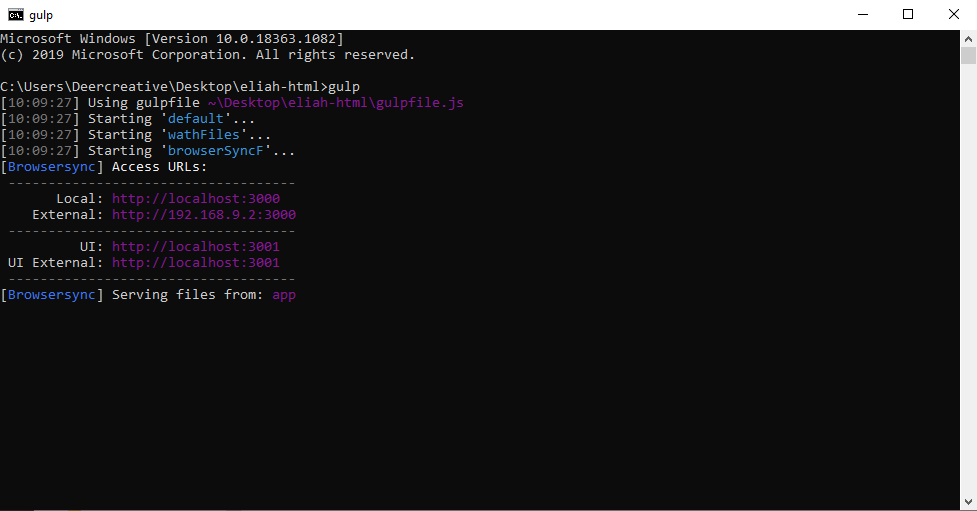 gulp
Microsoft Windows [Version 10.0.18363.1082]
(c) 2019 Microsoft Corporation. All rights reserved.
C:\Users\Deercreative\Desktop\eliah-html>gulp
[10:09:27] Using gulpfile ~\Desktop\eliah-html\gulpfile.js
[10:09:27] Starting 'default'...
[10:09:27] Starting 'wathFiles'...
[10:09:27] Starting 'browserSyncF'...
[Browsersync] Access URLs:
------------------------------------
Local: http://localhost:3000
External: http://192.168.9.2:3000
------------------------------------
UI: http://localhost:3001
UI External: http://localhost:3001
------------------------------------
[Browsersync] Serving files from: app